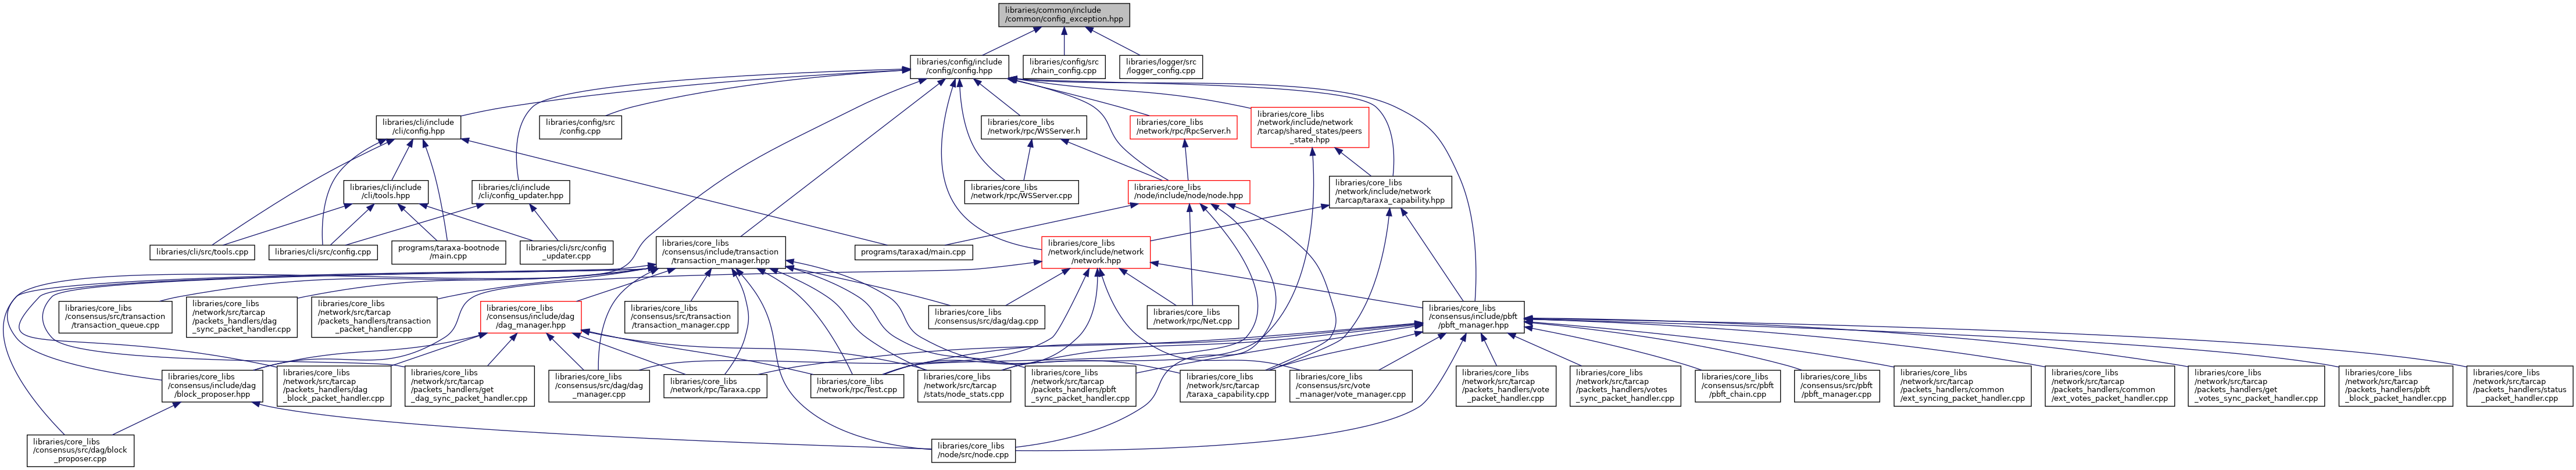 libraries/common/include
/common/config_exception.hpp
libraries/config/include
/config/config.hpp
libraries/config/src
/chain_config.cpp
libraries/logger/src
/logger_config.cpp
libraries/cli/include
/cli/config.hpp
libraries/config/src
/config.cpp
libraries/core_libs
/network/rpc/WSServer.h
libraries/core_libs
/network/rpc/RpcServer.h
libraries/core_libs
/network/include/network
/tarcap/shared_states/peers
_state.hpp
libraries/cli/include
/cli/tools.hpp
libraries/cli/include
/cli/config_updater.hpp
libraries/core_libs
/network/rpc/WSServer.cpp
libraries/core_libs
/node/include/node/node.hpp
libraries/core_libs
/network/include/network
/tarcap/taraxa_capability.hpp
libraries/cli/src/tools.cpp
libraries/cli/src/config.cpp
programs/taraxa-bootnode
/main.cpp
libraries/cli/src/config
_updater.cpp
libraries/core_libs
/consensus/include/transaction
/transaction_manager.hpp
programs/taraxad/main.cpp
libraries/core_libs
/network/include/network
/network.hpp
libraries/core_libs
/consensus/src/transaction
/transaction_queue.cpp
libraries/core_libs
/network/src/tarcap
/packets_handlers/dag
_sync_packet_handler.cpp
libraries/core_libs
/network/src/tarcap
/packets_handlers/transaction
_packet_handler.cpp
libraries/core_libs
/consensus/include/dag
/dag_manager.hpp
libraries/core_libs
/consensus/src/transaction
/transaction_manager.cpp
libraries/core_libs
/consensus/src/dag/dag.cpp
libraries/core_libs
/network/rpc/Net.cpp
libraries/core_libs
/consensus/include/pbft
/pbft_manager.hpp
libraries/core_libs
/consensus/include/dag
/block_proposer.hpp
libraries/core_libs
/network/src/tarcap
/packets_handlers/dag
_block_packet_handler.cpp
libraries/core_libs
/network/src/tarcap
/packets_handlers/get
_dag_sync_packet_handler.cpp
libraries/core_libs
/consensus/src/dag/dag
_manager.cpp
libraries/core_libs
/network/rpc/Taraxa.cpp
libraries/core_libs
/network/rpc/Test.cpp
libraries/core_libs
/network/src/tarcap
/stats/node_stats.cpp
libraries/core_libs
/network/src/tarcap
/packets_handlers/pbft
_sync_packet_handler.cpp
libraries/core_libs
/network/src/tarcap
/taraxa_capability.cpp
libraries/core_libs
/consensus/src/vote
_manager/vote_manager.cpp
libraries/core_libs
/network/src/tarcap
/packets_handlers/vote
_packet_handler.cpp
libraries/core_libs
/network/src/tarcap
/packets_handlers/votes
_sync_packet_handler.cpp
libraries/core_libs
/consensus/src/pbft
/pbft_chain.cpp
libraries/core_libs
/consensus/src/pbft
/pbft_manager.cpp
libraries/core_libs
/network/src/tarcap
/packets_handlers/common
/ext_syncing_packet_handler.cpp
libraries/core_libs
/network/src/tarcap
/packets_handlers/common
/ext_votes_packet_handler.cpp
libraries/core_libs
/network/src/tarcap
/packets_handlers/get
_votes_sync_packet_handler.cpp
libraries/core_libs
/network/src/tarcap
/packets_handlers/pbft
_block_packet_handler.cpp
libraries/core_libs
/network/src/tarcap
/packets_handlers/status
_packet_handler.cpp
libraries/core_libs
/consensus/src/dag/block
_proposer.cpp
libraries/core_libs
/node/src/node.cpp